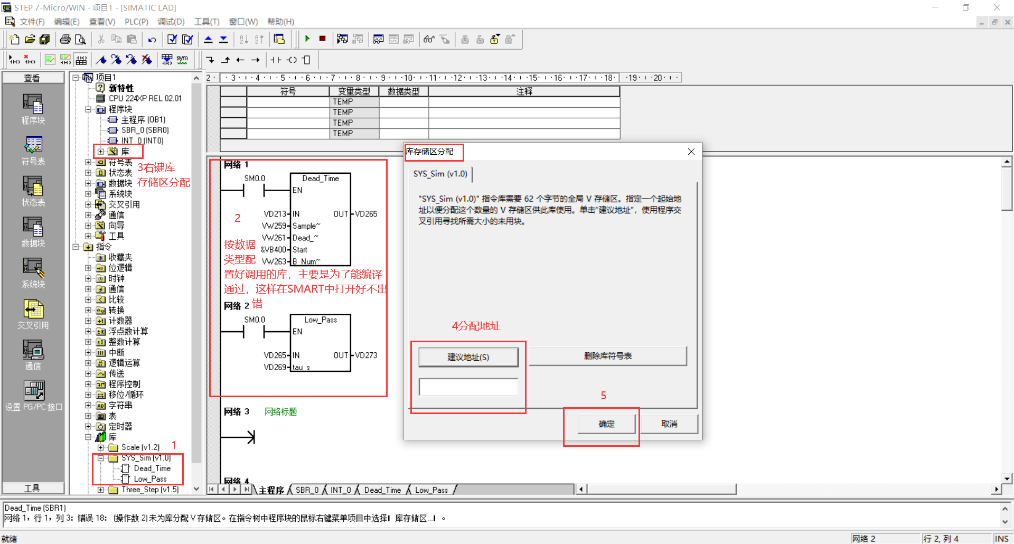 STEP 7-Micro/WIN - 项目1 - [SIMATIC LAD]
文件(F) 编辑(E) 查看(V) PLC(P) 调试(D) 工具(T) 窗口(W) 帮助(H)
查看
程序块
符号表
状态表
数据块
系统块
交叉引用
通信
设置 PG/PC 接口
工具
项目1
新特性
CPU 224XP REL 02.01
程序块
主程序 (OB1)
SBR_0 (SBR0)
INT_0 (INT0)
库
符号表
状态表
数据块
系统块
交叉引用
通信
向导
工具
指令
收藏夹
位逻辑
时钟
通信
比较
转换
计数器
浮点数计算
整数计算
中断
逻辑运算
传送
程序控制
移位/循环
字符串
表
定时器
库
Scale (v1.2)
SYS_Sim (v1.0)
Dead_Time
Low_Pass
Three_Step (v1.5)
3右键库
存储区分配
1
2 · · 3 · · 4 · · 5 · · 6 · · 7 · · 8 · · 9 · · 10 · · 11 · · 12 · · 13 · · 14 · · 15 · · 16 · · 17 · · 18 · · 19 · · 20 ·
符号 变量类型 数据类型 注释
TEMP
TEMP
TEMP
TEMP
网络 1
SM0.0 Dead_Time
EN
VD213 IN OUT VD265
VW259 Sample~
VW261 Dead_~
&VB400 Start
VW263 B_Num~
2
按数据
类型配
置好调用的库，主要是为了能编译
通过，这样在SMART中打开好不出
错
网络 2
SM0.0 Low_Pass
EN
VD265 IN OUT VD273
VD269 tau_s
网络 3 网络标题
网络 4
主程序 SBR_0 INT_0 Dead_Time Low_Pass
库存储区分配
SYS_Sim (v1.0)
"SYS_Sim (v1.0)" 指令库需要 62 个字节的全局 V 存储区。指定一个起始地
址以便分配这个数量的 V 存储区供此库使用。单击"建议地址"，使用程序交
叉引用寻找所需大小的未用块。
4分配地址
建议地址(S)
删除库符号表
5
确定
取消
Dead_Time (SBR1)
网络 1，行 1，列 3：错误 18： (操作数 2) 未为库分配 V 存储区。在指令树中程序块的鼠标右键菜单项目中选择| 库存储区...| 。
就绪
网络 2
行 2, 列 4
INS